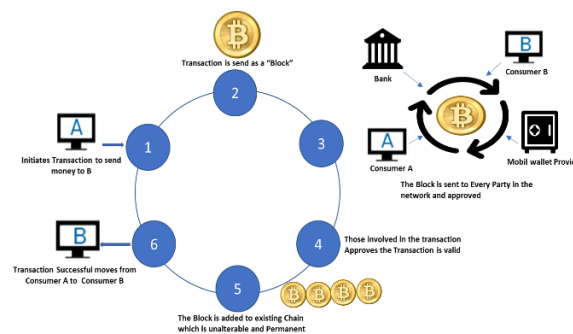 Transaction is send as a "Block"
2
A
1
Initiates Transaction to send
money to B
3
B
6
Transaction Successful moves from
Consumer A to Consumer B
4
Those involved in the transaction
Approves the Transaction is valid
5
The Block is added to existing Chain
which is unalterable and Permanent
Bank
B
Consumer B
A
Consumer A
Mobil wallet Provid
The Block is sent to Every Party in the
network and approved